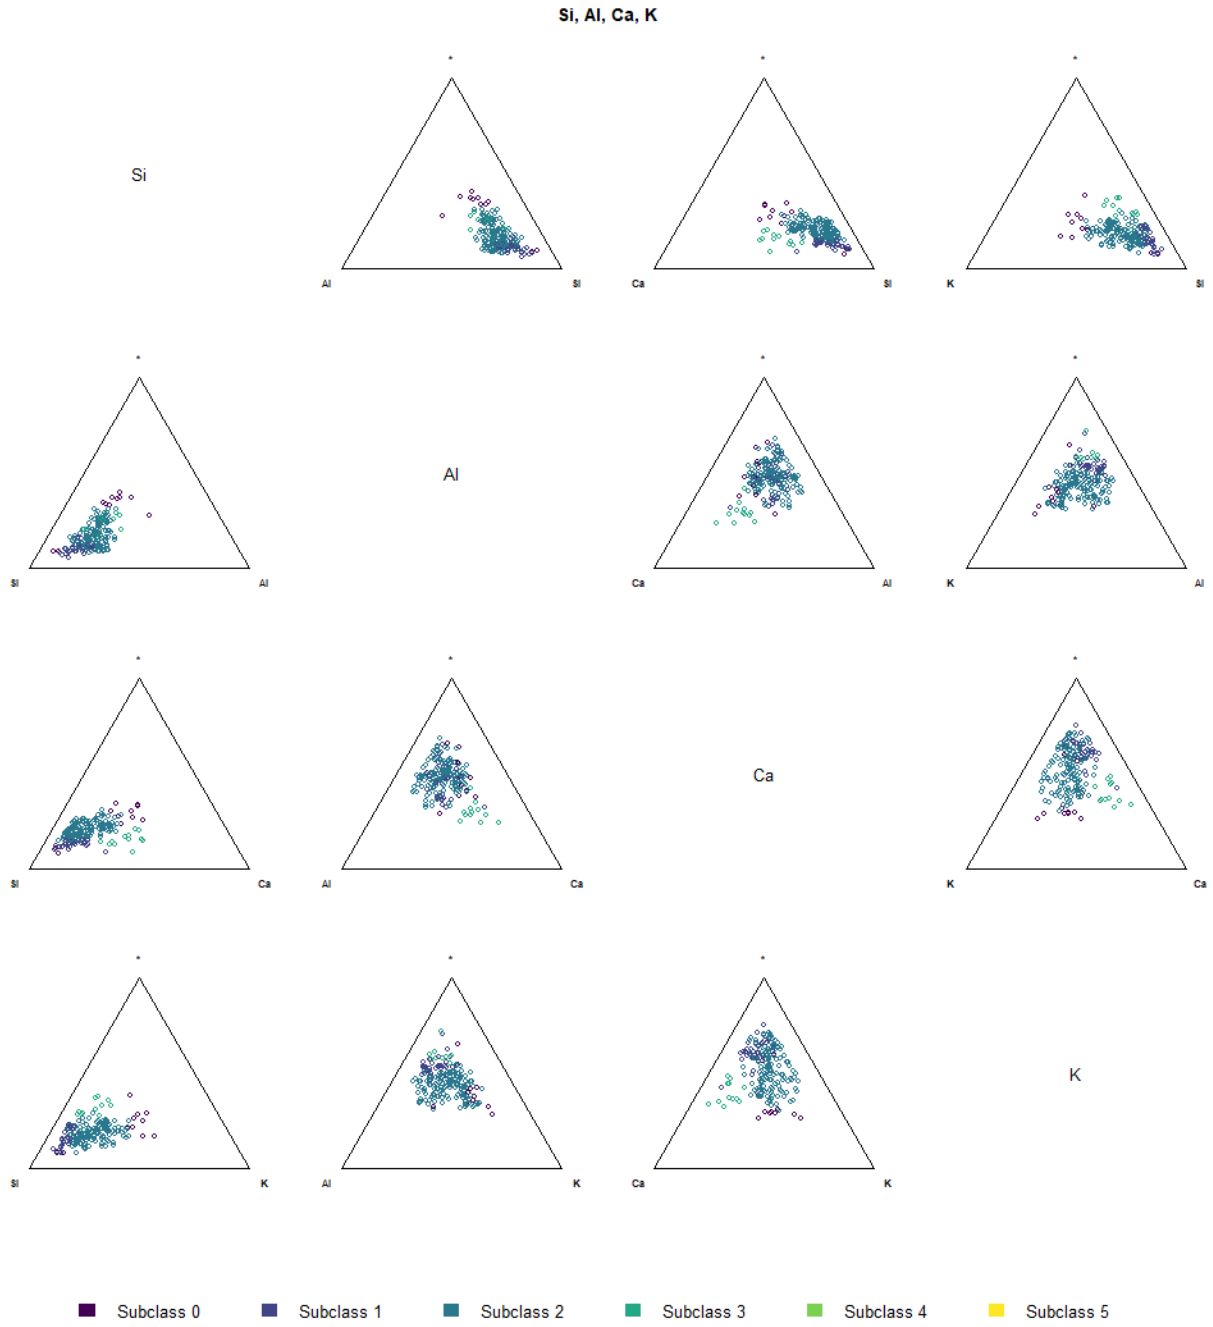 Si, Al, Ca, K
* * *
Si
Al Si Ca Si K Si
* * *
Al
Si Al Ca Al K Al
* * *
Ca
Si Ca Al Ca K Ca
* * *
K
Si K Al K Ca K
Subclass 0 Subclass 1 Subclass 2 Subclass 3 Subclass 4 Subclass 5